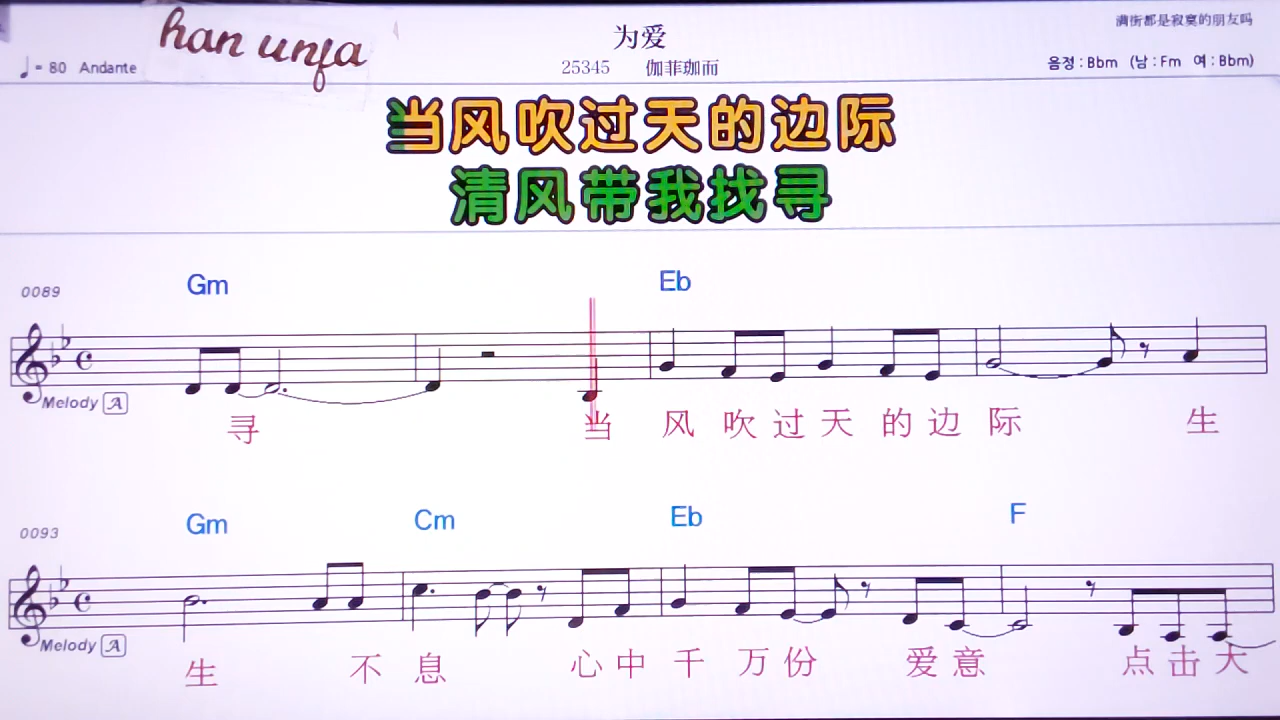 han unfa
为爱
满街都是寂寞的朋友吗
♩= 80 Andante
25345 伽菲珈而
음정 : Bbm (남 : Fm 여 : Bbm)
当风吹过天的边际
清风带我找寻
0089 Gm Eb
Melody A
寻 当 风 吹 过 天 的 边 际 生
0093 Gm Cm Eb F
Melody A
生 不 息 心 中 千 万 份 爱 意 点 击 大